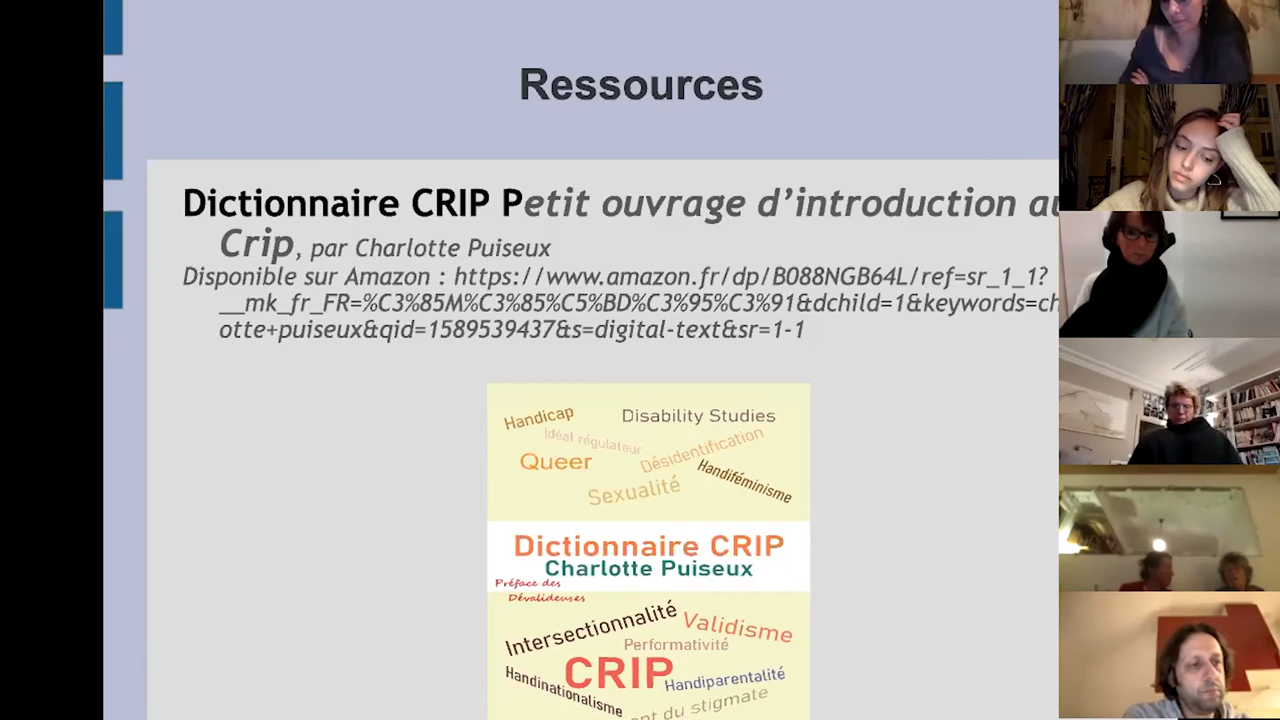 Ressources
Dictionnaire CRIP Petit ouvrage d’introduction au
Crip, par Charlotte Puiseux
Disponible sur Amazon : https://www.amazon.fr/dp/B088NGB64L/ref=sr_1_1?
__mk_fr_FR=%C3%85M%C3%85%C5%BD%C3%95%C3%91&dchild=1&keywords=ch
otte+puiseux&qid=1589539437&s=digital-text&sr=1-1
Handicap
Disability Studies
Idéal régulateur
Désidentification
Queer
Handiféminisme
Sexualité
Dictionnaire CRIP
Charlotte Puiseux
Préface des
Dévalideuses
Intersectionnalité
Validisme
Performativité
CRIP
Handiparentalité
Handinationalisme
nt du stigmate